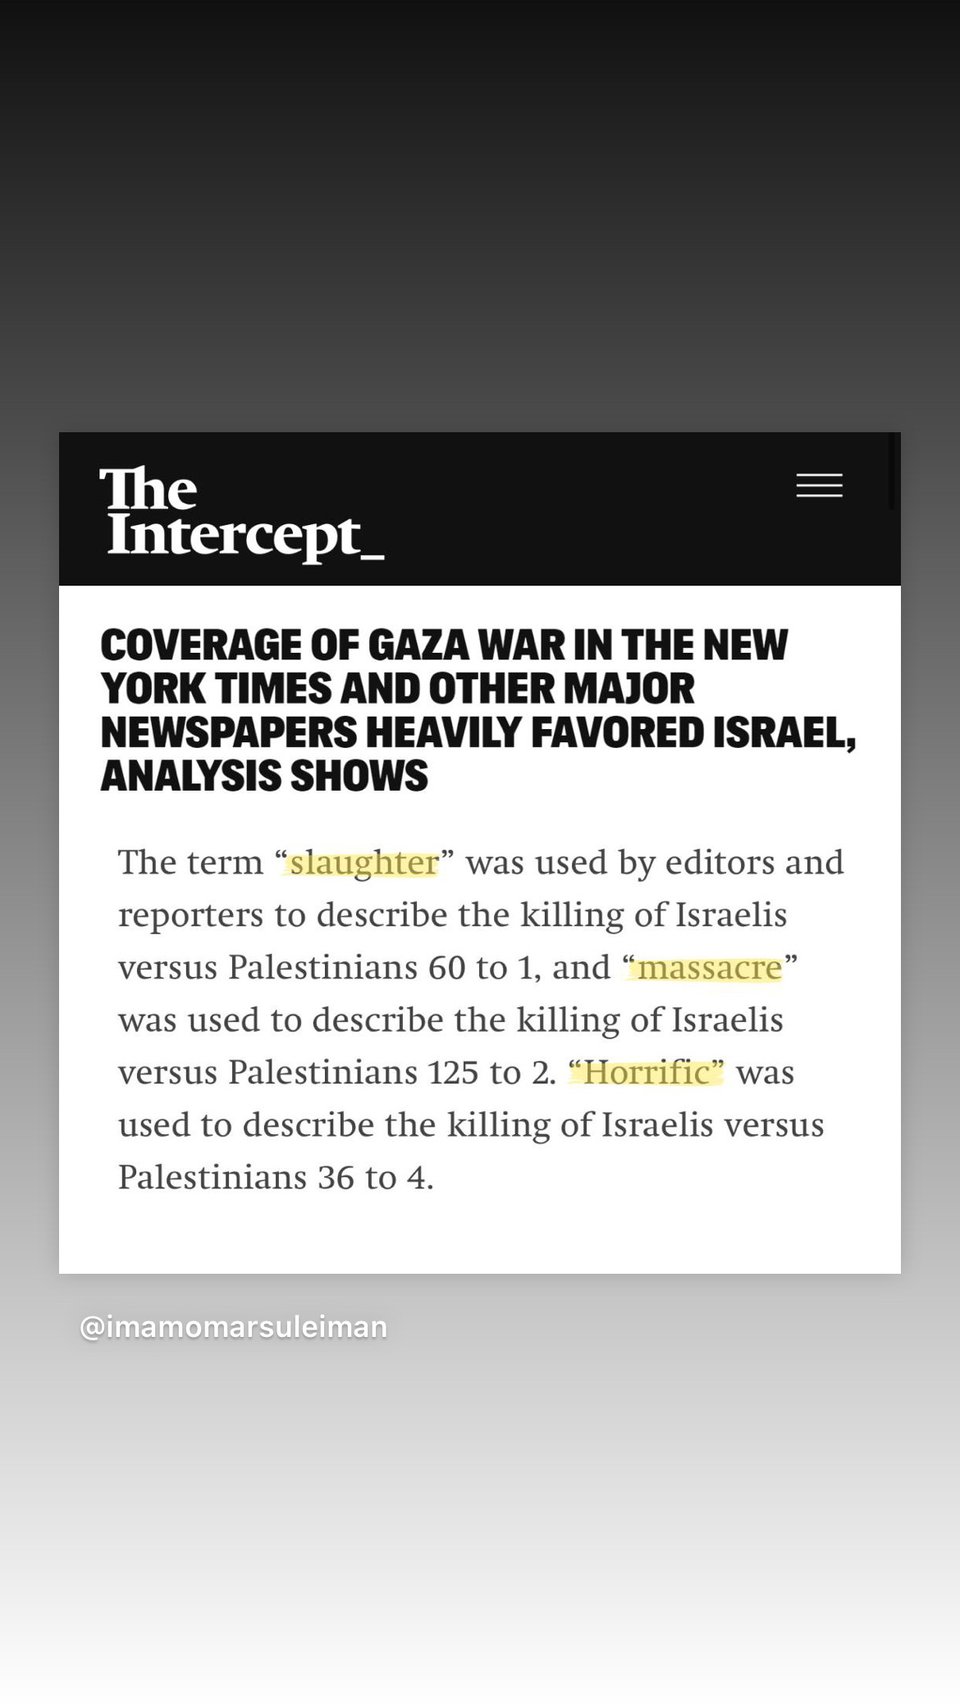 The
Intercept_
COVERAGE OF GAZA WAR IN THE NEW
YORK TIMES AND OTHER MAJOR
NEWSPAPERS HEAVILY FAVORED ISRAEL,
ANALYSIS SHOWS
The term “slaughter” was used by editors and
reporters to describe the killing of Israelis
versus Palestinians 60 to 1, and “massacre”
was used to describe the killing of Israelis
versus Palestinians 125 to 2. “Horrific” was
used to describe the killing of Israelis versus
Palestinians 36 to 4.
@imamomarsuleiman